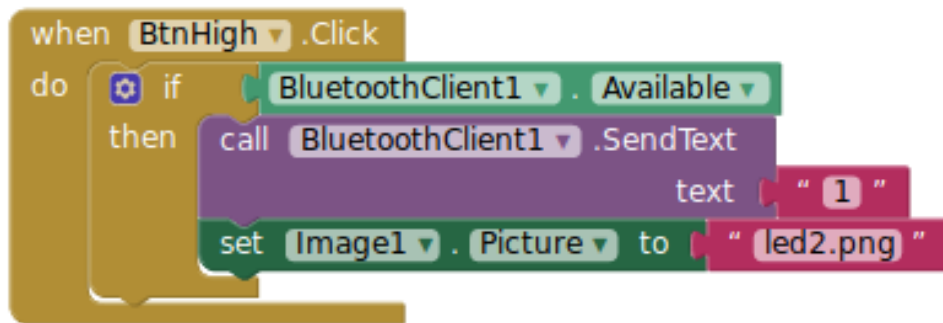 when BtnHigh .Click
do if BluetoothClient1 . Available
then call BluetoothClient1 .SendText
text “ 1 ”
set Image1 . Picture to “ led2.png ”